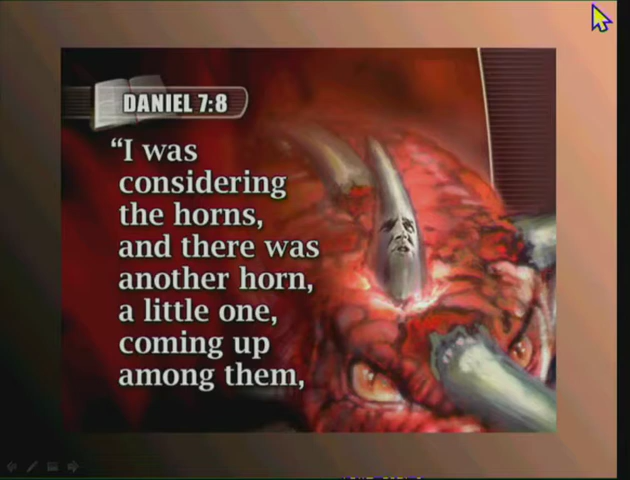 DANIEL 7:8
“I was
considering
the horns,
and there was
another horn,
a little one,
coming up
among them,